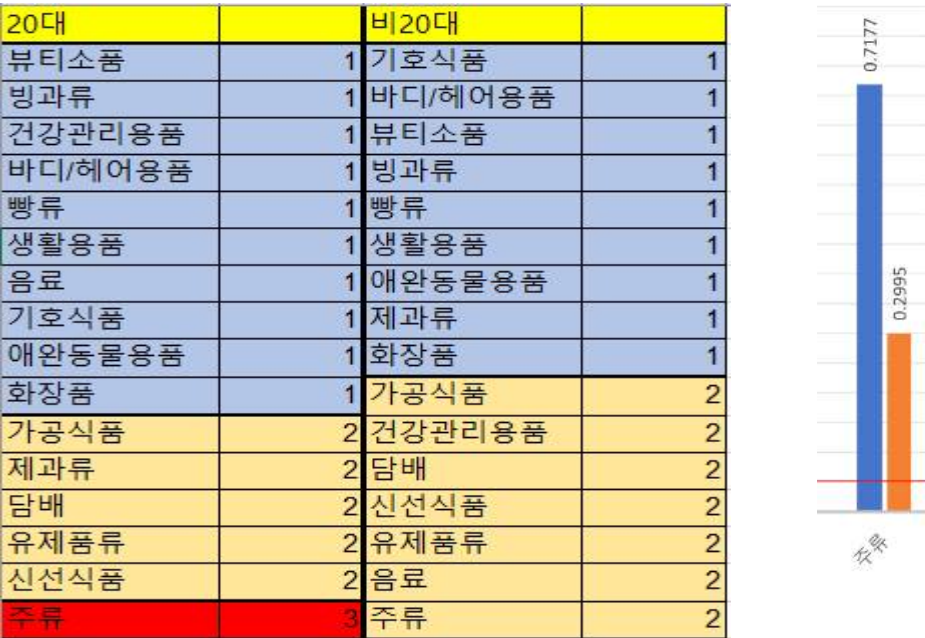 20대 비20대
뷰티소품 1 기호식품 1
빙과류 1 바디/헤어용품 1
건강관리용품 1 뷰티소품 1
바디/헤어용품 1 빙과류 1
빵류 1 빵류 1
생활용품 1 생활용품 1
음료 1 애완동물용품 1
기호식품 1 제과류 1
애완동물용품 1 화장품 1
화장품 1 가공식품 2
가공식품 2 건강관리용품 2
제과류 2 담배 2
담배 2 신선식품 2
유제품류 2 유제품류 2
신선식품 2 음료 2
주류 3 주류 2
0.7177
0.2995
주류